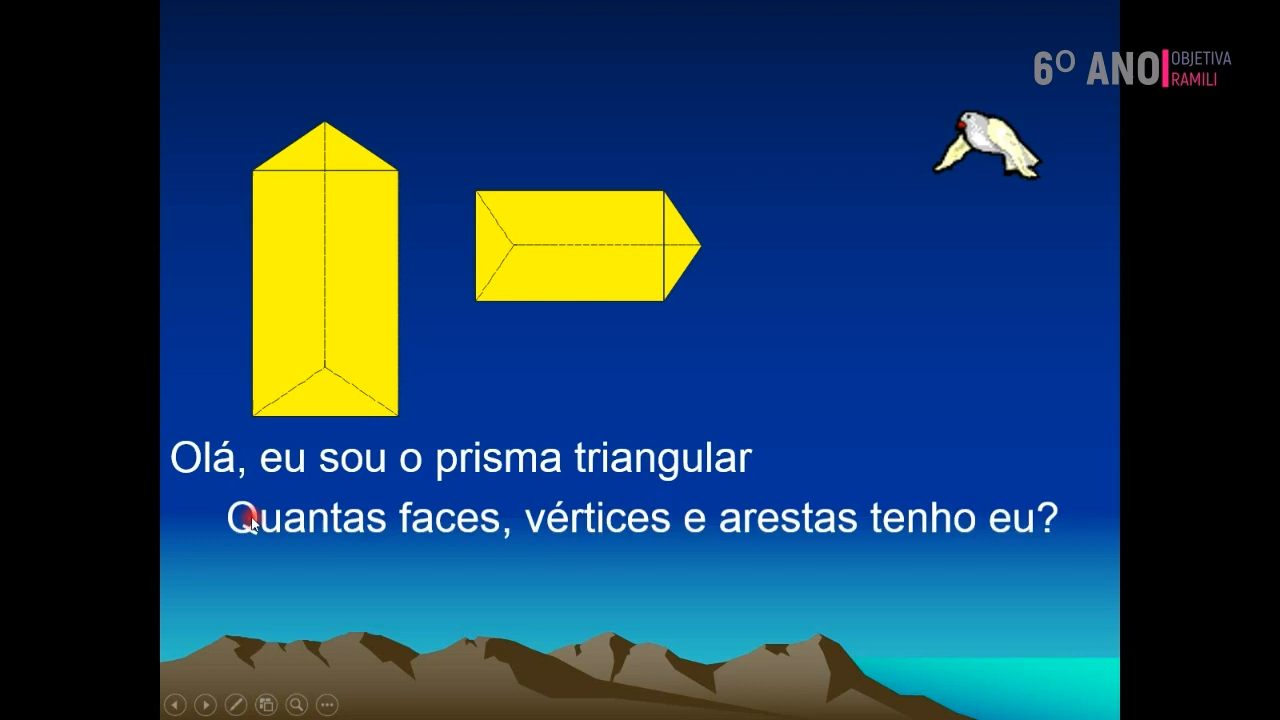 6º ANO
OBJETIVA
RAMILI
Olá, eu sou o prisma triangular
Quantas faces, vértices e arestas tenho eu?